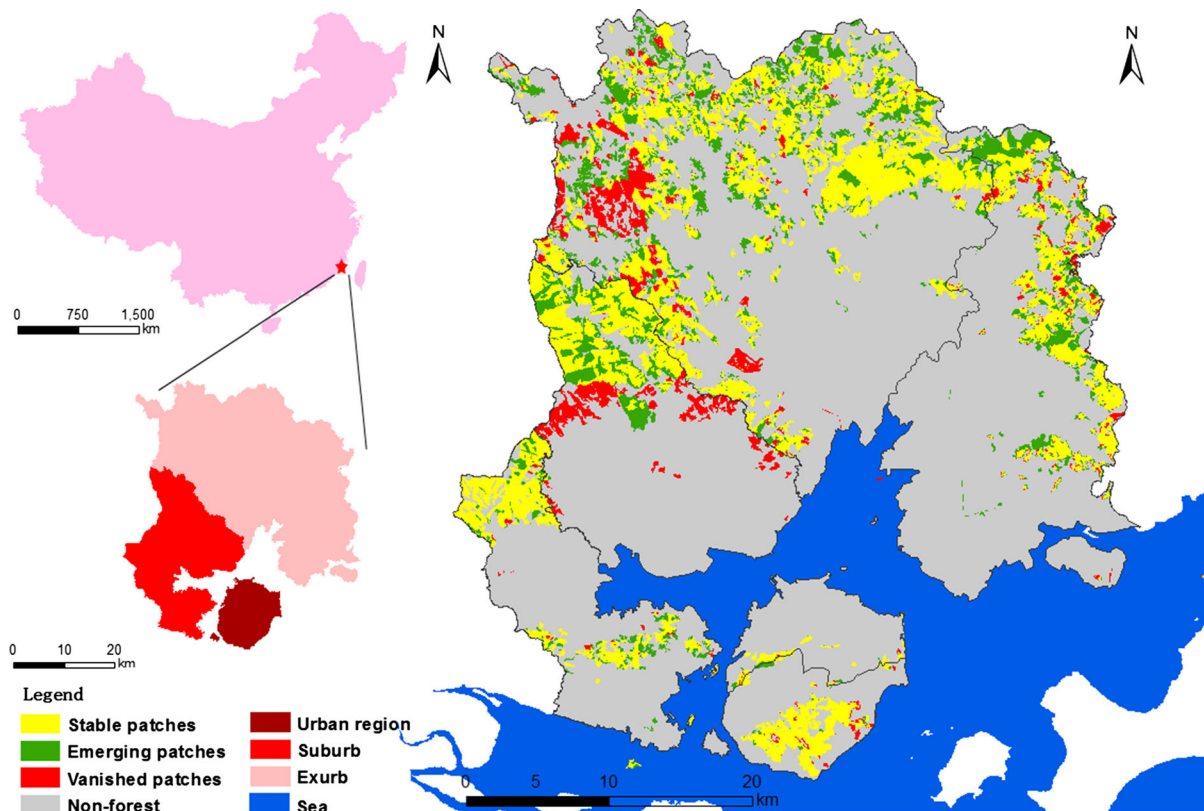 N
N
0 750 1,500
km
0 10 20
km
Legend
Stable patches
Emerging patches
Vanished patches
Non-forest
Urban region
Suburb
Exurb
Sea
0 5 10 20
km